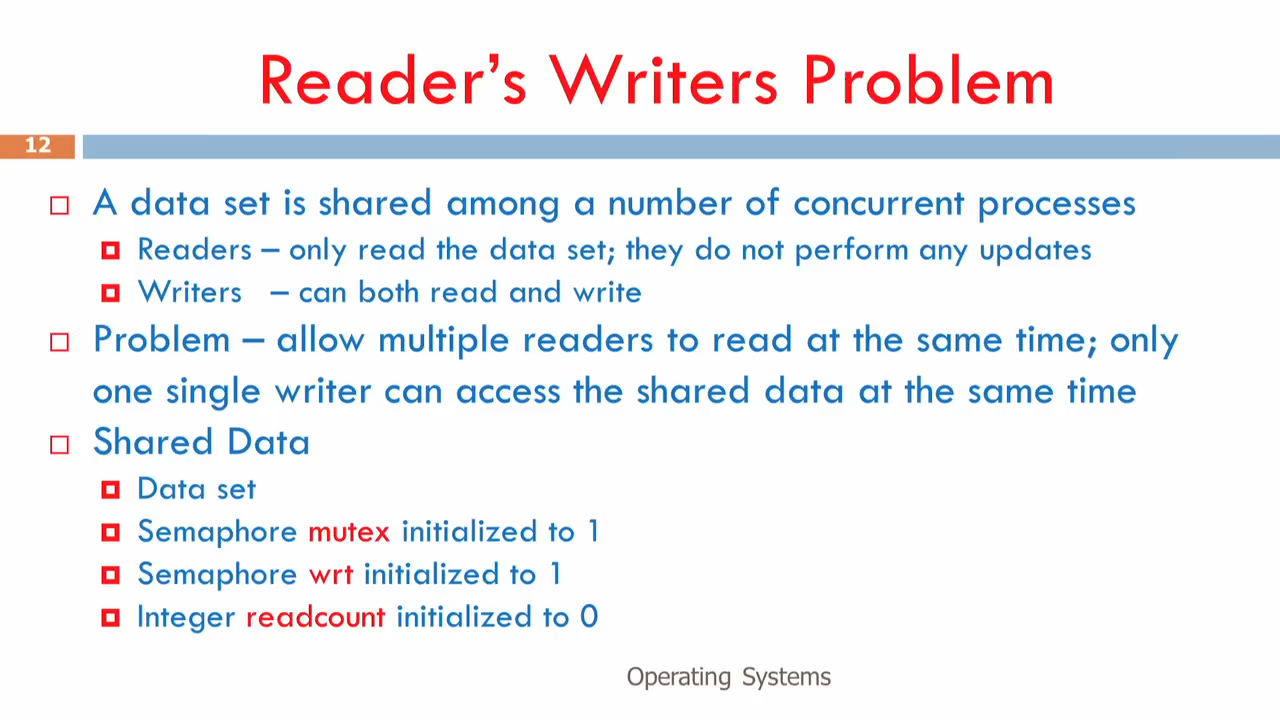 Reader’s Writers Problem
12
A data set is shared among a number of concurrent processes
Readers – only read the data set; they do not perform any updates
Writers – can both read and write
Problem – allow multiple readers to read at the same time; only
one single writer can access the shared data at the same time
Shared Data
Data set
Semaphore mutex initialized to 1
Semaphore wrt initialized to 1
Integer readcount initialized to 0
Operating Systems